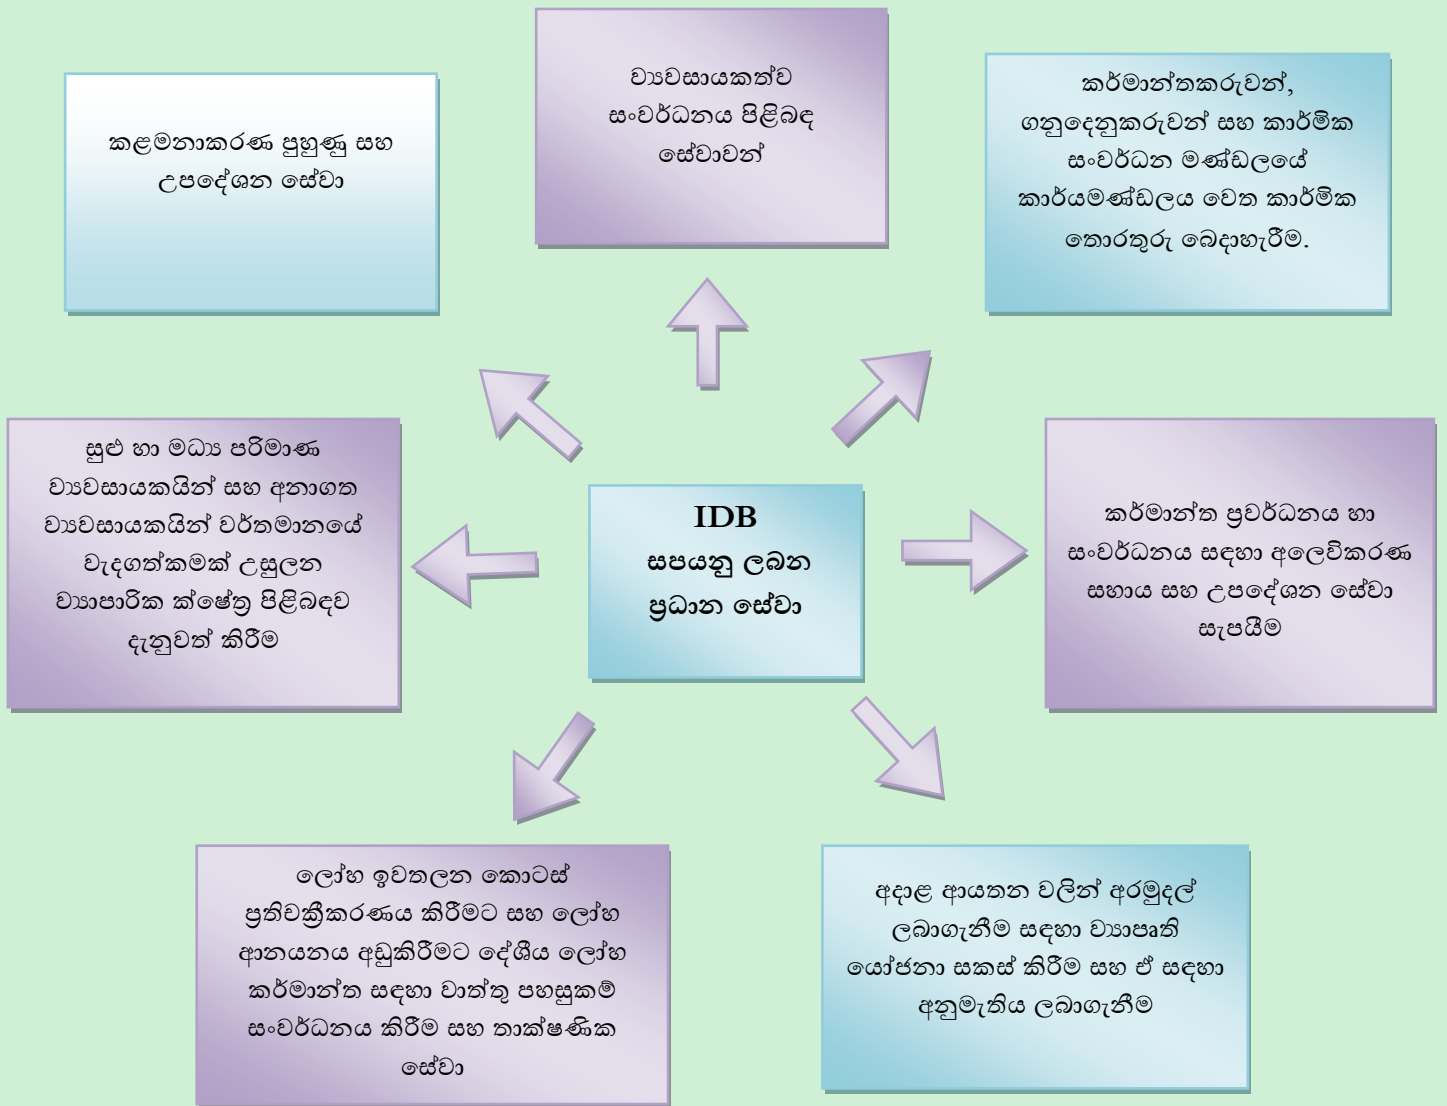 ව්‍යවසායකත්ව
සංවර්ධනය පිළිබඳ
සේවාවන්
කළමනාකරණ පුහුණු සහ
උපදේශන සේවා
කර්මාන්තකරුවන්,
ගනුදෙනුකරුවන් සහ කාර්මික
සංවර්ධන මණ්ඩලයේ
කාර්යමණ්ඩලය වෙත කාර්මික
තොරතුරු බෙදාහැරීම.
සුළු හා මධ්‍ය පරිමාණ
ව්‍යවසායකයින් සහ අනාගත
ව්‍යවසායකයින් වර්තමානයේ
වැදගත්කමක් උසුලන
ව්‍යාපාරික ක්ෂේත්‍ර පිළිබඳව
දැනුවත් කිරීම
IDB
සපයනු ලබන
ප්‍රධාන සේවා
කර්මාන්ත ප්‍රවර්ධනය හා
සංවර්ධනය සඳහා අලෙවිකරණ
සහාය සහ උපදේශන සේවා
සැපයීම
ලෝහ ඉවතලන කොටස්
ප්‍රතිචක්‍රීකරණය කිරීමට සහ ලෝහ
ආනයනය අඩුකිරීමට දේශීය ලෝහ
කර්මාන්ත සඳහා වාත්තු පහසුකම්
සංවර්ධනය කිරීම සහ තාක්ෂණික
සේවා
අදාළ ආයතන වලින් අරමුදල්
ලබාගැනීම සඳහා ව්‍යාපෘති
යෝජනා සකස් කිරීම සහ ඒ සඳහා
අනුමැතිය ලබාගැනීම